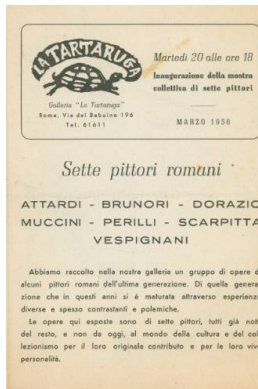 LA TARTARUGA
Galleria "La Tartaruga"
Roma, Via del Babuino 196
Tel. 61611
Martedì 20 alle ore 18
Inaugurazione della mostra
collettiva di sette pittori
MARZO 1956
Sette pittori romani
ATTARDI - BRUNORI - DORAZIO
MUCCINI - PERILLI - SCARPITTA
VESPIGNANI
Abbiamo raccolto nella nostra galleria un gruppo di opere d
alcuni pittori romani dell'ultima generazione. Di quella genera
zione che in questi anni si è maturata attraverso esperienze
diverse e spesso contrastanti e polemiche.
Le opere qui esposte sono di sette pittori, tutti già not
del resto, e non da oggi, al mondo della cultura e del col
lezionismo per il loro originale contributo e per la loro viva
personalità.